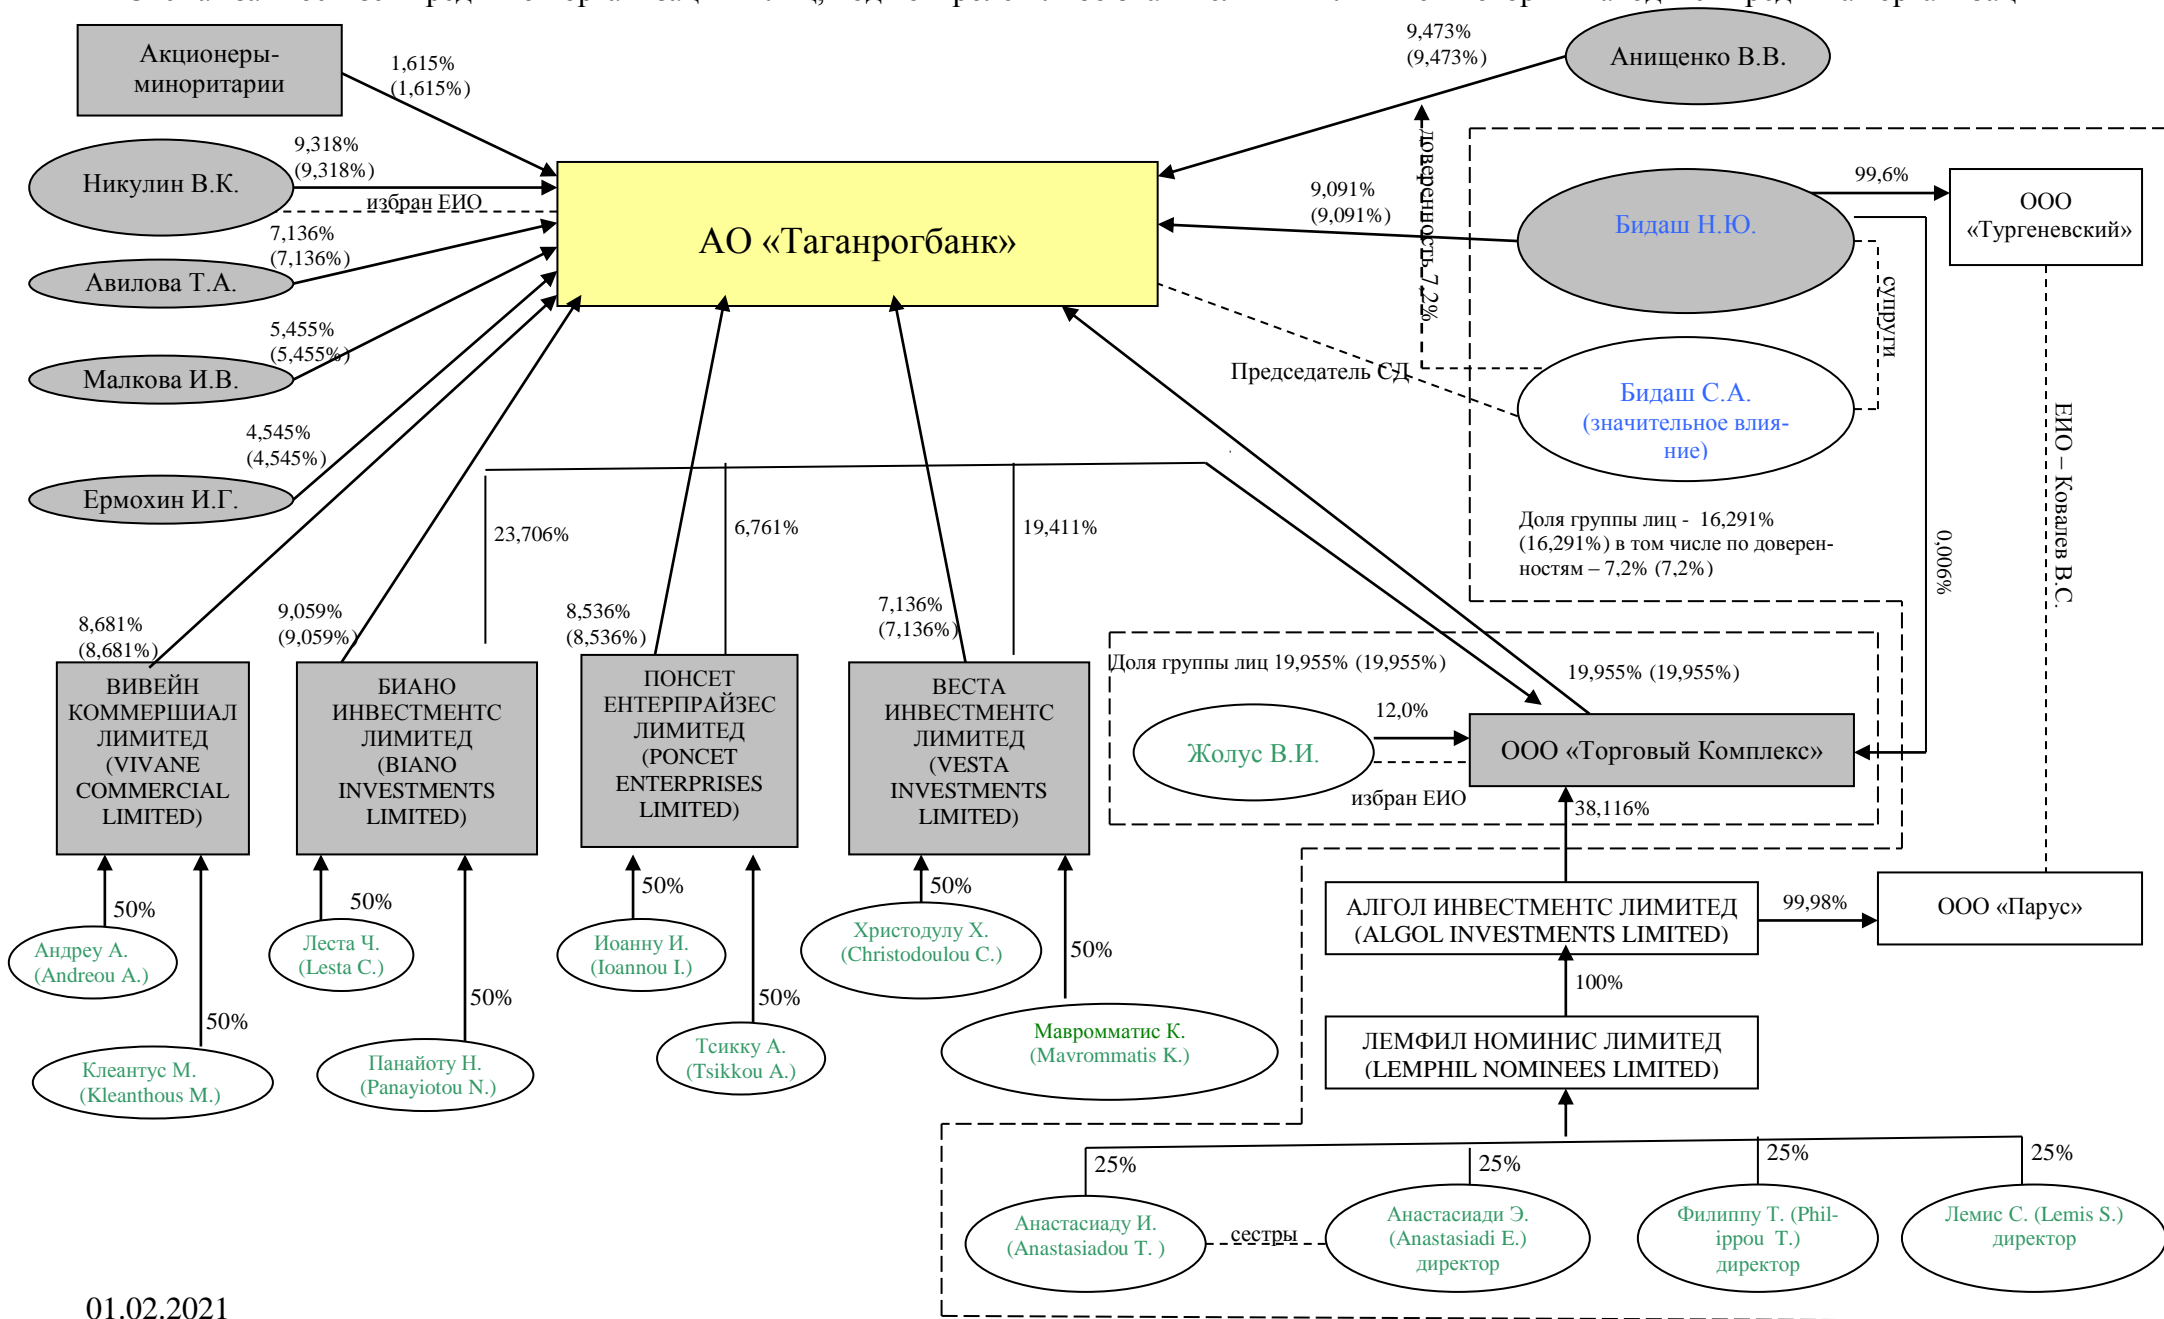 Акционеры-
миноритарии
1,615%
(1,615%)
9,473%
(9,473%)
Анищенко В.В.
Никулин В.К.
9,318%
(9,318%)
избран ЕИО
АО «Таганрогбанк»
доверенность 7,2%
9,091%
(9,091%)
Бидаш Н.Ю.
99,6%
ООО
«Тургеневский»
Авилова Т.А.
7,136%
(7,136%)
супруги
Малкова И.В.
5,455%
(5,455%)
Председатель СД
Бидаш С.А.
(значительное влия-
ние)
Ермохин И.Г.
4,545%
(4,545%)
ЕИО – Ковалев В.С.
0,006%
23,706%
6,761%
19,411%
Доля группы лиц - 16,291%
(16,291%) в том числе по доверен-
ностям – 7,2% (7,2%)
8,681%
(8,681%)
9,059%
(9,059%)
8,536%
(8,536%)
7,136%
(7,136%)
Доля группы лиц 19,955% (19,955%)
19,955% (19,955%)
ВИВЕЙН
КОММЕРШИАЛ
ЛИМИТЕД
(VIVANE
COMMERCIAL
LIMITED)
БИАНО
ИНВЕСТМЕНТС
ЛИМИТЕД
(BIANO
INVESTMENTS
LIMITED)
ПОНСЕТ
ЕНТЕРПРАЙЗЕС
ЛИМИТЕД
(PONCET
ENTERPRISES
LIMITED)
ВЕСТА
ИНВЕСТМЕНТС
ЛИМИТЕД
(VESTA
INVESTMENTS
LIMITED)
Жолус В.И.
12,0%
избран ЕИО
ООО «Торговый Комплекс»
38,116%
50%
50%
50%
50%
50%
50%
50%
50%
Андреу А.
(Andreou A.)
Леста Ч.
(Lesta C.)
Иоанну И.
(Ioannou I.)
Христодулу Х.
(Christodoulou C.)
АЛГОЛ ИНВЕСТМЕНТС ЛИМИТЕД
(ALGOL INVESTMENTS LIMITED)
99,98%
ООО «Парус»
100%
Клеантус М.
(Kleanthous M.)
Панайоту Н.
(Panayiotou N.)
Тсикку А.
(Tsikkou A.)
Мавромматис К.
(Mavrommatis K.)
ЛЕМФИЛ НОМИНИС ЛИМИТЕД
(LEMPHIL NOMINEES LIMITED)
25%
25%
25%
25%
Анастасиаду И.
(Anastasiadou T. )
сестры
Анастасиади Э.
(Anastasiadi E.)
директор
Филиппу Т. (Phil-
ippou T.)
директор
Лемис С. (Lemis S.)
директор
01.02.2021